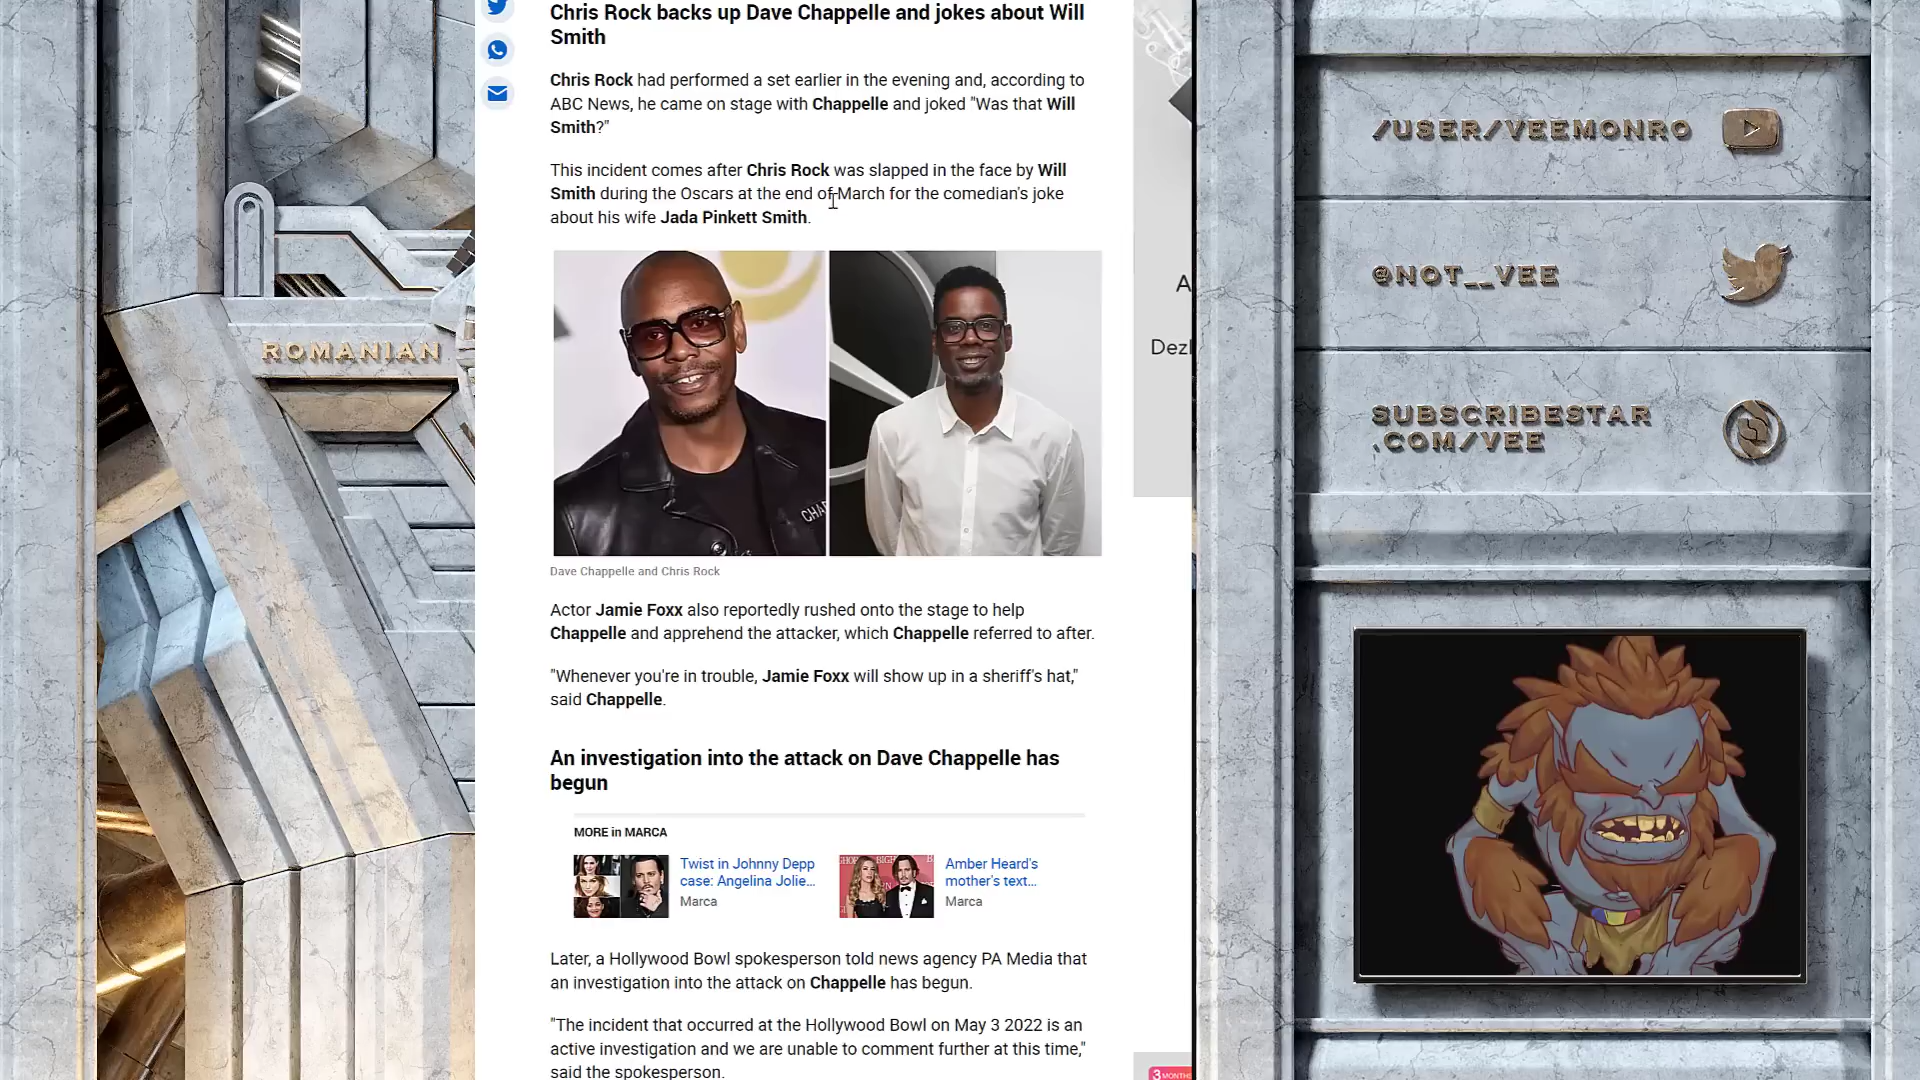 Chris Rock backs up Dave Chappelle and jokes about Will
Smith
Chris Rock had performed a set earlier in the evening and, according to
ABC News, he came on stage with Chappelle and joked "Was that Will
Smith?"
This incident comes after Chris Rock was slapped in the face by Will
Smith during the Oscars at the end of March for the comedian's joke
about his wife Jada Pinkett Smith.
Dave Chappelle and Chris Rock
Actor Jamie Foxx also reportedly rushed onto the stage to help
Chappelle and apprehend the attacker, which Chappelle referred to after.
"Whenever you're in trouble, Jamie Foxx will show up in a sheriff's hat,"
said Chappelle.
An investigation into the attack on Dave Chappelle has
begun
MORE in MARCA
Twist in Johnny Depp
case: Angelina Jolie...
Marca
Amber Heard's
mother's text...
Marca
Later, a Hollywood Bowl spokesperson told news agency PA Media that
an investigation into the attack on Chappelle has begun.
"The incident that occurred at the Hollywood Bowl on May 3 2022 is an
active investigation and we are unable to comment further at this time,"
said the spokesperson.
ROMANIAN
/USER/VEEMONRO
@NOT__VEE
SUBSCRIBESTAR
.COM/VEE